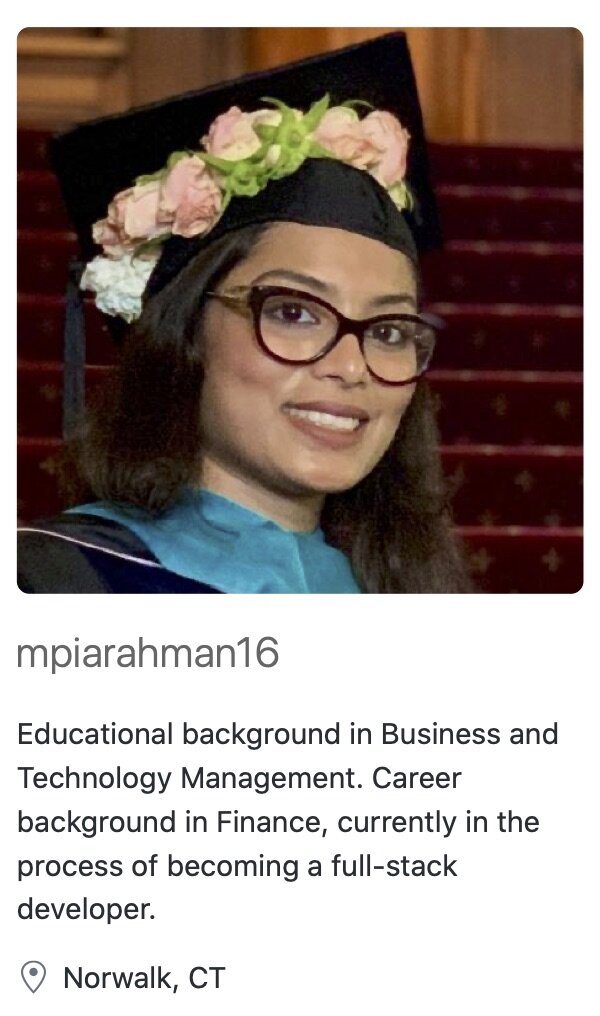 mpiarahman16
Educational background in Business and
Technology Management. Career
background in Finance, currently in the
process of becoming a full-stack
developer.
Norwalk, CT